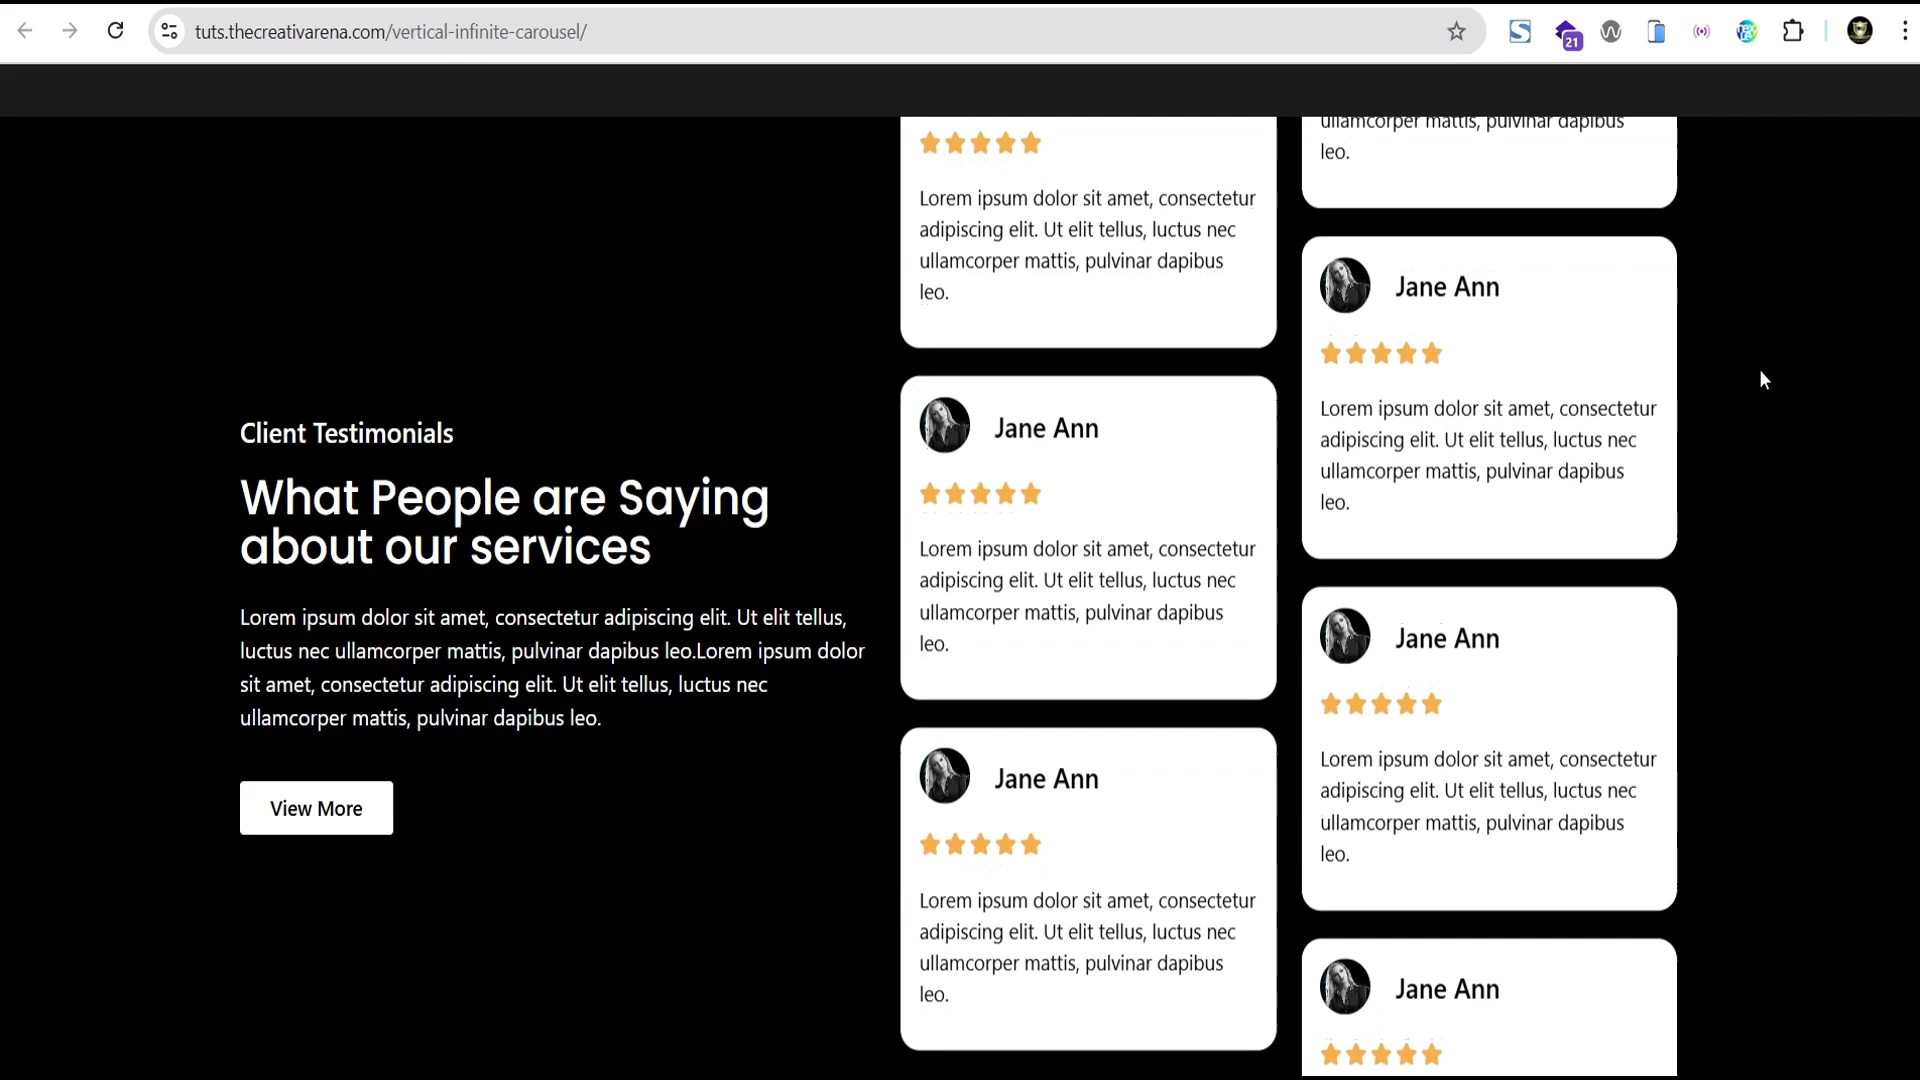 tuts.thecreativarena.com/vertical-infinite-carousel/
21
Client Testimonials
What People are Saying
about our services
Lorem ipsum dolor sit amet, consectetur adipiscing elit. Ut elit tellus,
luctus nec ullamcorper mattis, pulvinar dapibus leo.Lorem ipsum dolor
sit amet, consectetur adipiscing elit. Ut elit tellus, luctus nec
ullamcorper mattis, pulvinar dapibus leo.
View More
Lorem ipsum dolor sit amet, consectetur
adipiscing elit. Ut elit tellus, luctus nec
ullamcorper mattis, pulvinar dapibus
leo.
Jane Ann
Lorem ipsum dolor sit amet, consectetur
adipiscing elit. Ut elit tellus, luctus nec
ullamcorper mattis, pulvinar dapibus
leo.
Jane Ann
Lorem ipsum dolor sit amet, consectetur
adipiscing elit. Ut elit tellus, luctus nec
ullamcorper mattis, pulvinar dapibus
leo.
ullamcorper mattis, pulvinar dapibus
leo.
Jane Ann
Lorem ipsum dolor sit amet, consectetur
adipiscing elit. Ut elit tellus, luctus nec
ullamcorper mattis, pulvinar dapibus
leo.
Jane Ann
Lorem ipsum dolor sit amet, consectetur
adipiscing elit. Ut elit tellus, luctus nec
ullamcorper mattis, pulvinar dapibus
leo.
Jane Ann